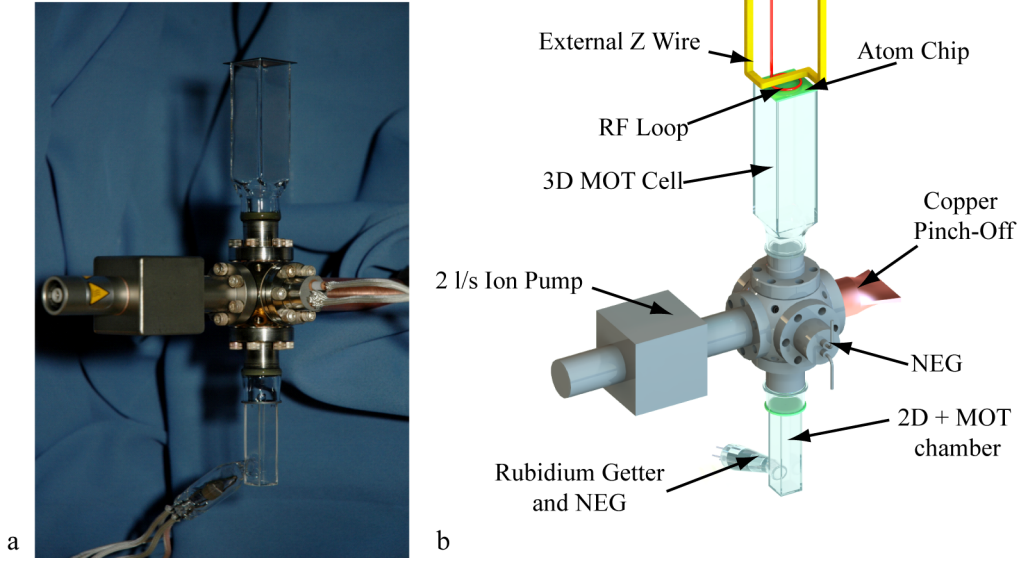 External Z Wire
Atom Chip
RF Loop
3D MOT Cell
Copper
Pinch-Off
2 l/s Ion Pump
NEG
2D + MOT
chamber
Rubidium Getter
and NEG
a
b